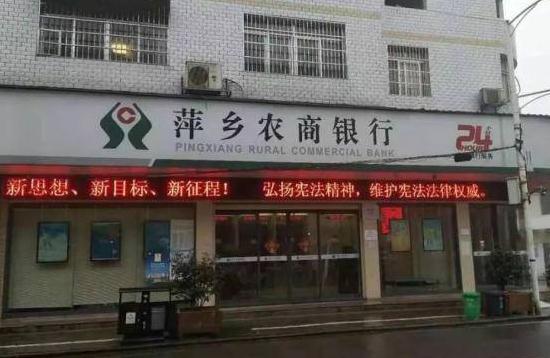 萍乡农商银行
PINGXIANG RURAL COMMERCIAL BANK
24
HOUR
新思想、新目标、新征程! 弘扬宪法精神,维护宪法法律权威。